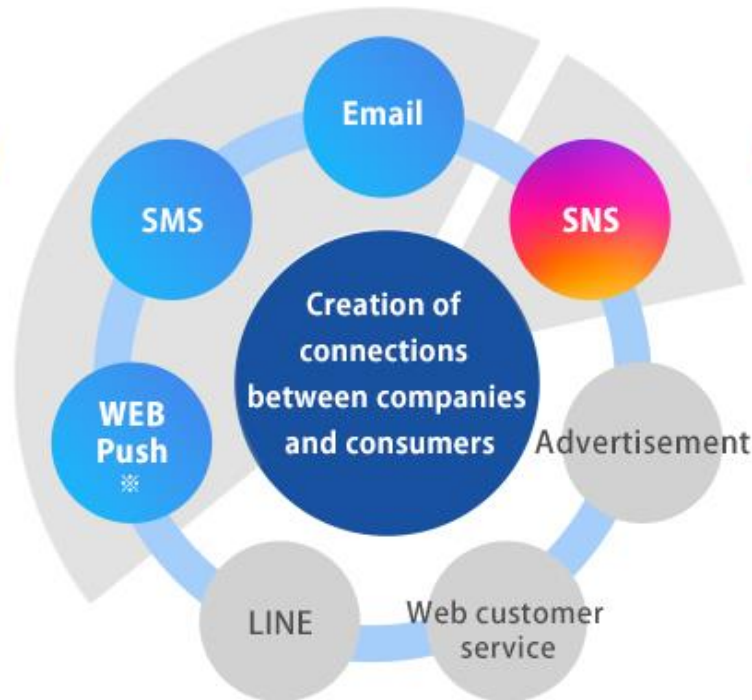 Email
SMS
SNS
Creation of
connections
between companies
and consumers
WEB
Push
※
Advertisement
LINE
Web customer
service